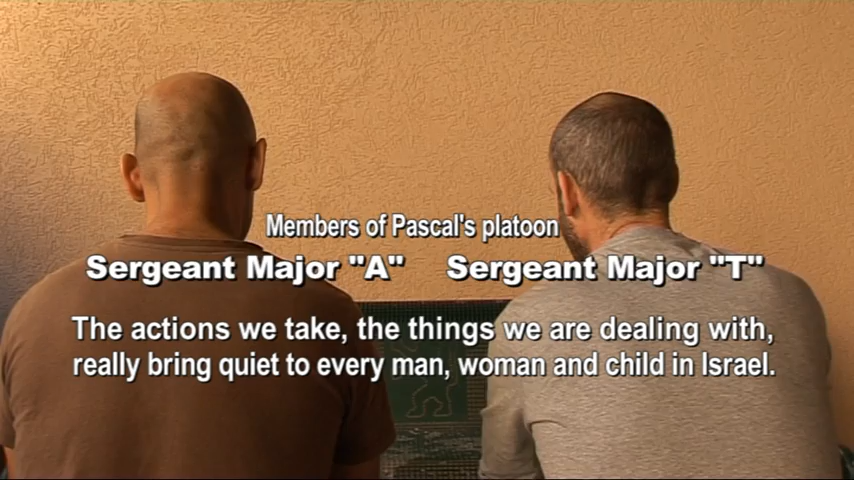 Members of Pascal's platoon
Sergeant Major "A" Sergeant Major "T"
The actions we take, the things we are dealing with,
really bring quiet to every man, woman and child in Israel.